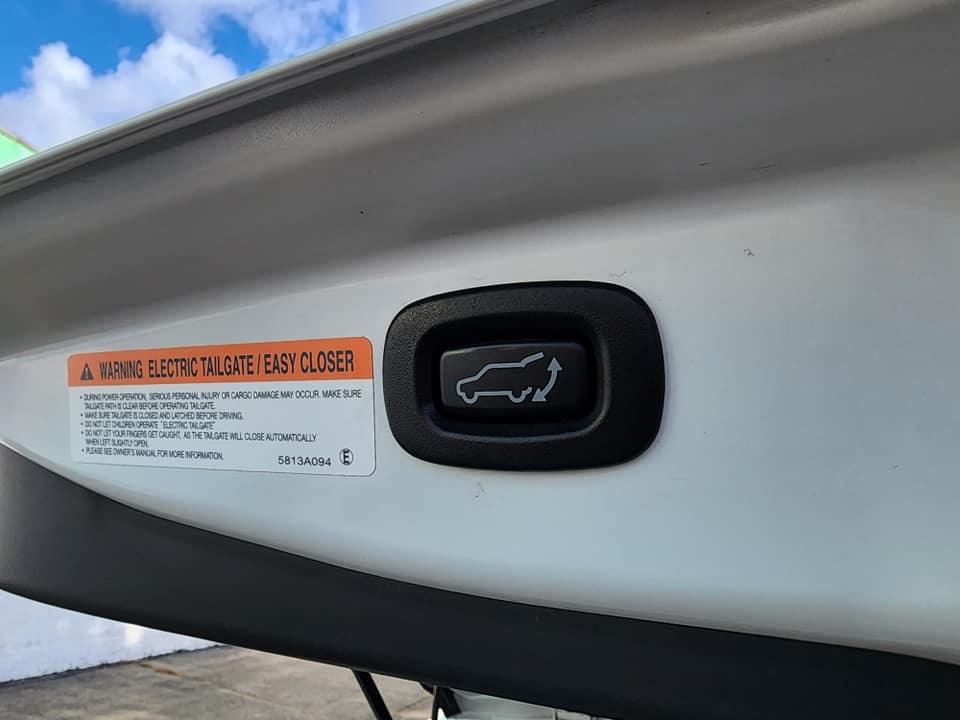 WARNING ELECTRIC TAILGATE / EASY CLOSER
• DURING POWER OPERATION, SERIOUS PERSONAL INJURY OR CARGO DAMAGE MAY OCCUR. MAKE SURE
TAILGATE PATH IS CLEAR BEFORE OPERATING TAILGATE.
• MAKE SURE TAILGATE IS CLOSED AND LATCHED BEFORE DRIVING.
• DO NOT LET CHILDREN OPERATE "ELECTRIC TAILGATE"
• DO NOT LET YOUR FINGERS GET CAUGHT, AS THE TAILGATE WILL CLOSE AUTOMATICALLY
WHEN LEFT SLIGHTLY OPEN.
• PLEASE SEE OWNER'S MANUAL FOR MORE INFORMATION.
5813A094 Ⓔ